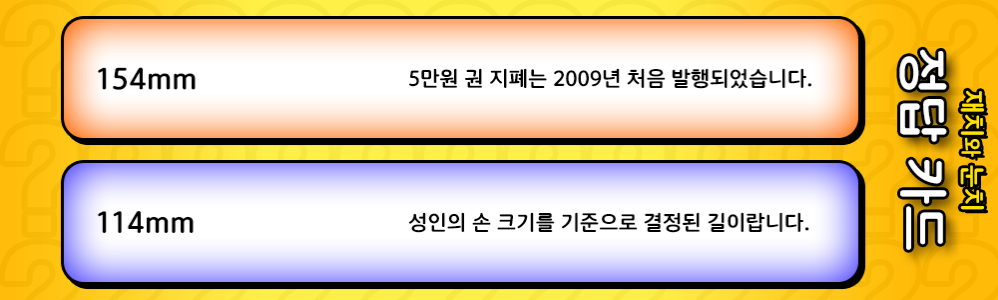 154mm
5만원 권 지폐는 2009년 처음 발행되었습니다.
114mm
성인의 손 크기를 기준으로 결정된 길이랍니다.
재치와 눈치
정답 카드